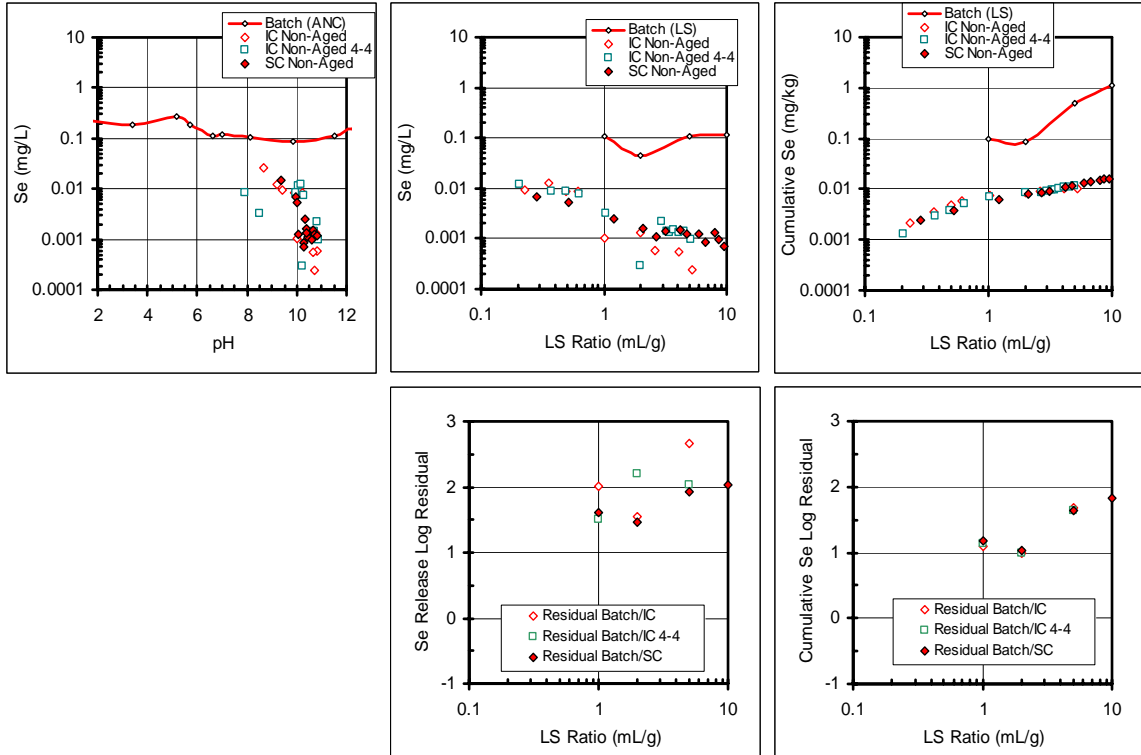 Batch (ANC)
IC Non-Aged
IC Non-Aged 4-4
SC Non-Aged
10
1
0.1
0.01
0.001
0.0001
Se (mg/L)
2 4 6 8 10 12
pH
Batch (LS)
IC Non-Aged
IC Non-Aged 4-4
SC Non-Aged
10
1
0.1
0.01
0.001
0.0001
Se (mg/L)
0.1 1 10
LS Ratio (mL/g)
Batch (LS)
IC Non-Aged
IC Non-Aged 4-4
SC Non-Aged
10
1
0.1
0.01
0.001
0.0001
Cumulative Se (mg/kg)
0.1 1 10
LS Ratio (mL/g)
3
2
1
0
-1
Se Release Log Residual
Residual Batch/IC
Residual Batch/IC 4-4
Residual Batch/SC
0.1 1 10
LS Ratio (mL/g)
3
2
1
0
-1
Cumulative Se Log Residual
Residual Batch/IC
Residual Batch/IC 4-4
Residual Batch/SC
0.1 1 10
LS Ratio (mL/g)